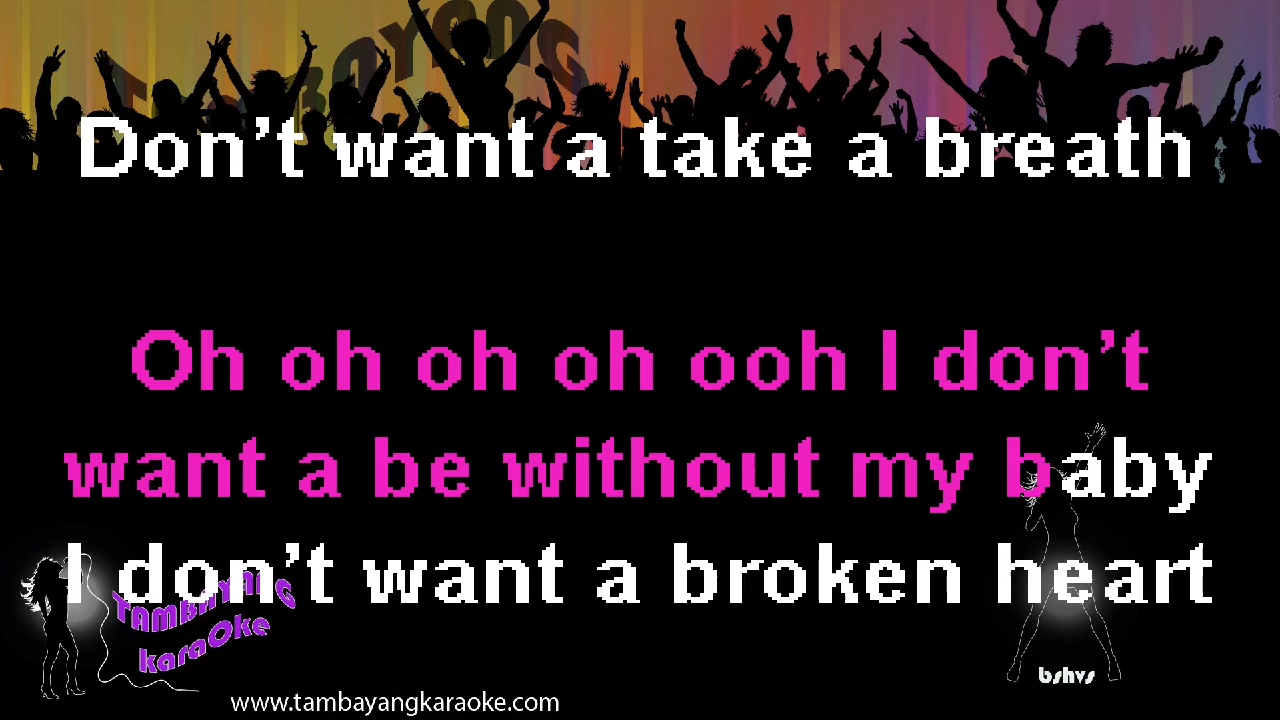 TAMBAYANG
Don't want a take a breath
Oh oh oh oh ooh I don't
want a be without my baby
I don't want a broken heart
TAMBAYANG
karaOke
bshvs
www.tambayangkaraoke.com